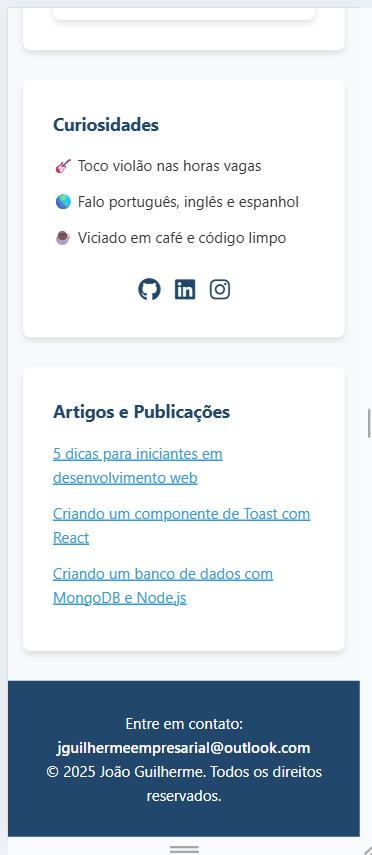 Curiosidades
Toco violão nas horas vagas
Falo português, inglês e espanhol
Viciado em café e código limpo
in
Artigos e Publicações
5 dicas para iniciantes em
desenvolvimento web
Criando um componente de Toast com
React
Criando um banco de dados com
MongoDB e Node.js
Entre em contato:
jguilhermeempresarial@outlook.com
© 2025 João Guilherme. Todos os direitos
reservados.